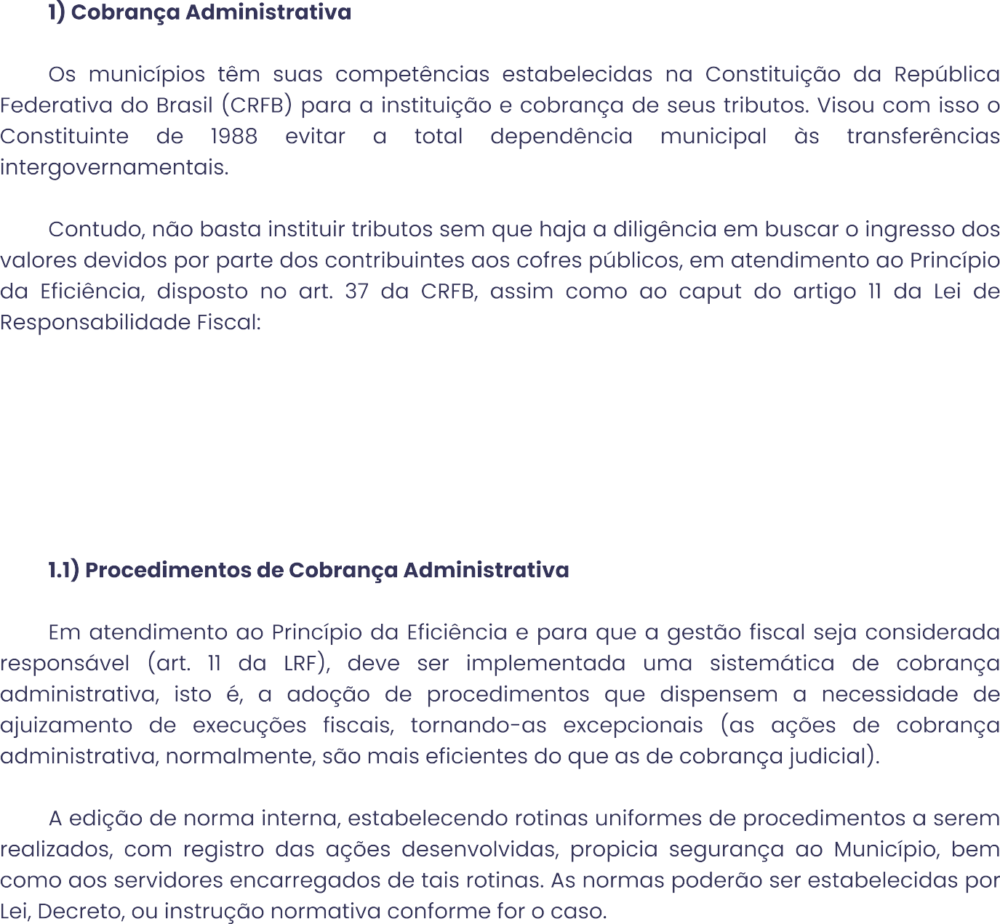 1) Cobrança Administrativa
Os municípios têm suas competências estabelecidas na Constituição da República
Federativa do Brasil (CRFB) para a instituição e cobrança de seus tributos. Visou com isso o
Constituinte de 1988 evitar a total dependência municipal às transferências
intergovernamentais.
Contudo, não basta instituir tributos sem que haja a diligência em buscar o ingresso dos
valores devidos por parte dos contribuintes aos cofres públicos, em atendimento ao Princípio
da Eficiência, disposto no art. 37 da CRFB, assim como ao caput do artigo 11 da Lei de
Responsabilidade Fiscal:
1.1) Procedimentos de Cobrança Administrativa
Em atendimento ao Princípio da Eficiência e para que a gestão fiscal seja considerada
responsável (art. 11 da LRF), deve ser implementada uma sistemática de cobrança
administrativa, isto é, a adoção de procedimentos que dispensem a necessidade de
ajuizamento de execuções fiscais, tornando-as excepcionais (as ações de cobrança
administrativa, normalmente, são mais eficientes do que as de cobrança judicial).
A edição de norma interna, estabelecendo rotinas uniformes de procedimentos a serem
realizados, com registro das ações desenvolvidas, propicia segurança ao Município, bem
como aos servidores encarregados de tais rotinas. As normas poderão ser estabelecidas por
Lei, Decreto, ou instrução normativa conforme for o caso.